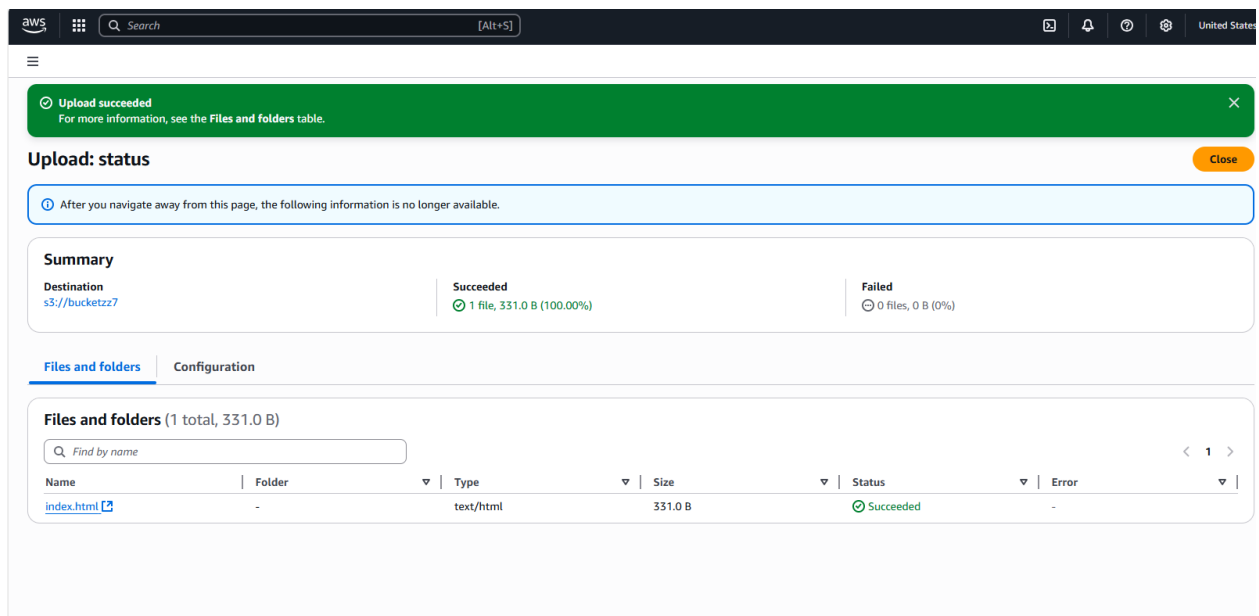 aws
Search [Alt+S] United States
Upload succeeded
For more information, see the Files and folders table.
Upload: status
Close
After you navigate away from this page, the following information is no longer available.
Summary
Destination
s3://bucketzz7
Succeeded
1 file, 331.0 B (100.00%)
Failed
0 files, 0 B (0%)
Files and folders Configuration
Files and folders (1 total, 331.0 B)
Find by name
1
Name Folder Type Size Status Error
index.html - text/html 331.0 B Succeeded -